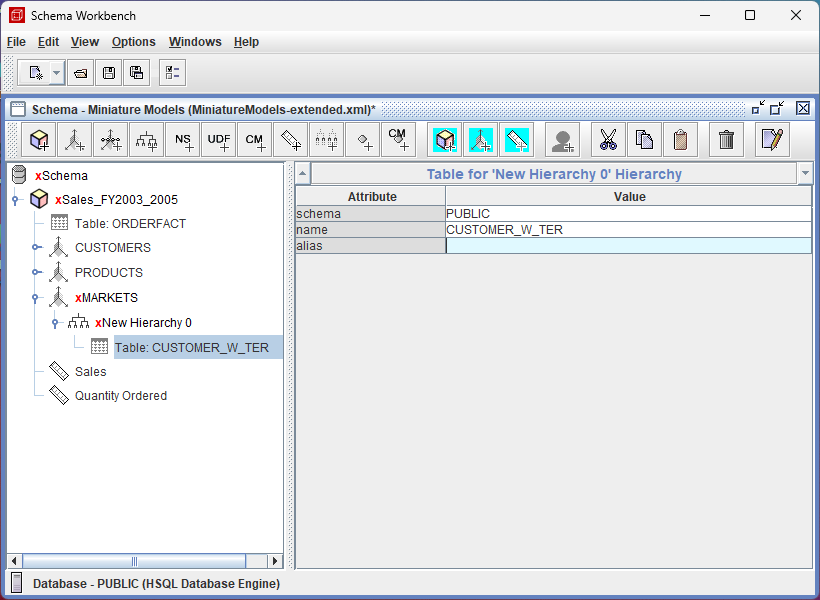 Schema Workbench
File Edit View Options Windows Help
Schema - Miniature Models (MiniatureModels-extended.xml)*
NS UDF CM CM
xSchema
xSales_FY2003_2005
Table: ORDERFACT
CUSTOMERS
PRODUCTS
xMARKETS
xNew Hierarchy 0
Table: CUSTOMER_W_TER
Sales
Quantity Ordered
Table for 'New Hierarchy 0' Hierarchy
Attribute Value
schema PUBLIC
name CUSTOMER_W_TER
alias
Database - PUBLIC (HSQL Database Engine)